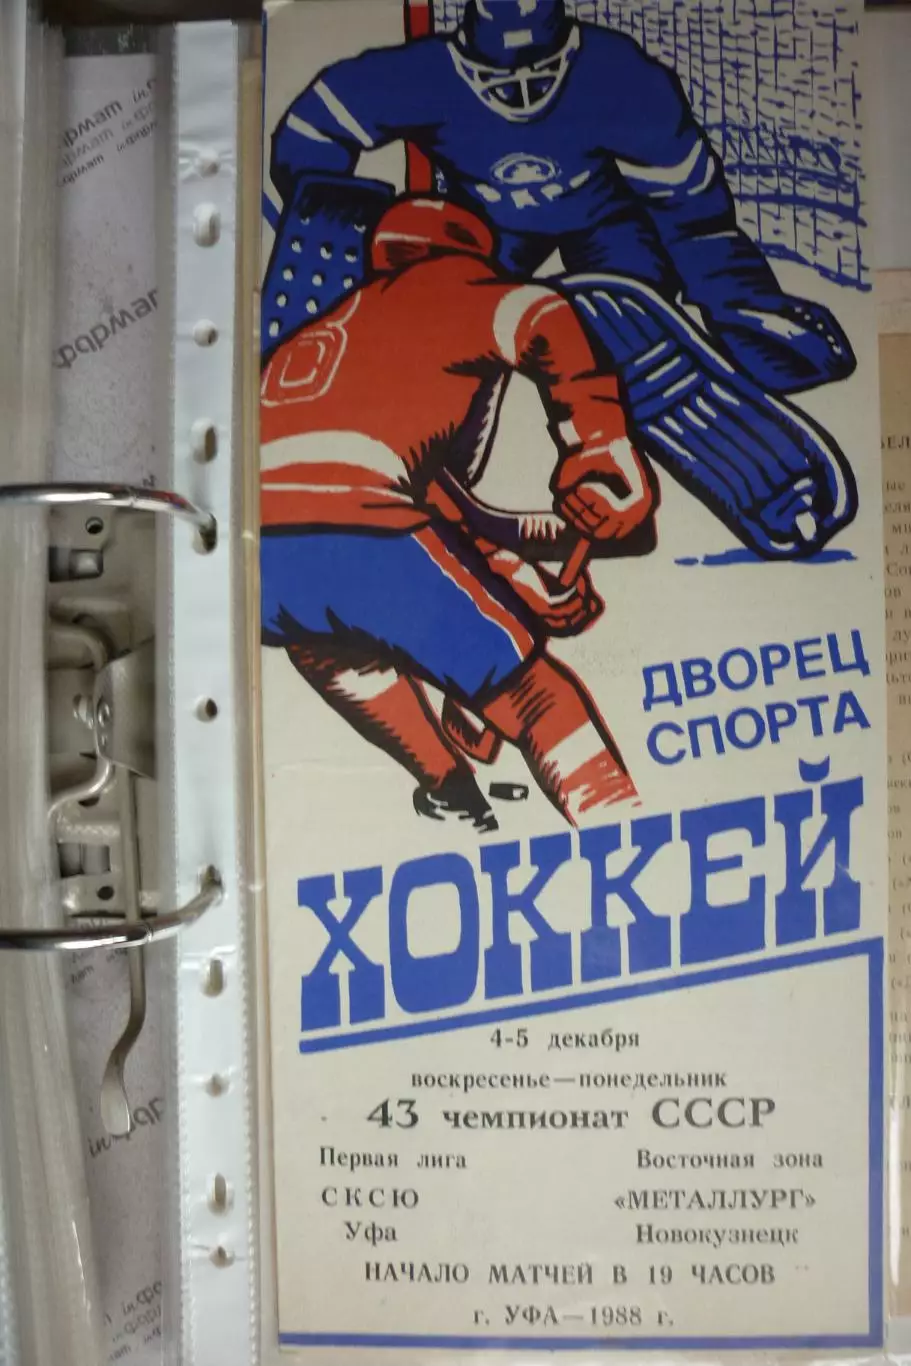 ДВОРЕЦ
СПОРТА
ХОККЕЙ
4-5 декабря
воскресенье—понедельник
43 чемпионат СССР
Первая лига Восточная зона
СКСЮ «МЕТАЛЛУРГ»
Уфа Новокузнецк
НАЧАЛО МАТЧЕЙ В 19 ЧАСОВ
г. УФА—1988 г.